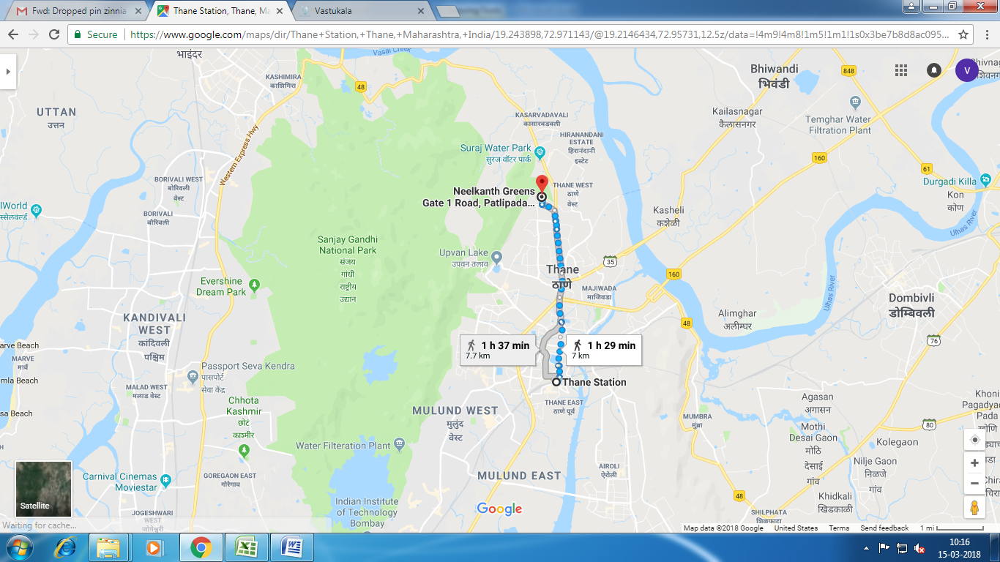 Fwd: Dropped pin zinnia
Thane Station, Thane, Ma
Vastukala
Secure
https://www.google.com/maps/dir/Thane+Station,+Thane,+Maharashtra,+India/19.243898,72.971143/@19.2146434,72.95731,12.5z/data=!4m9!4m8!1m5!1m1!1s0x3be7b8d8ac095...
भाइंदर
Vasai Creek
KASHIMIRA
काशिमिरा
48
UTTAN
उत्तन
Western Express Hwy
BORIVALI WEST
बोरिवली
वेस्ट
BORIVALI
बोरिवली
lWorld
स्सेलवर्ल्ड
Sanjay Gandhi
National Park
संजय
गांधी
राष्ट्रीय
उद्यान
Evershine
Dream Park
KANDIVALI
WEST
कांदिवली
पश्चिम
arve Beach
MARVE
मार्वे
mla Beach
sa Beach
Passport Seva Kendra
पासपोर्ट
सेवा केंद्र
MALAD WEST
मलाड वेस्ट
Chhota
Kashmir
छोटं
काश्मीर
Water Filteration Plant
Carnival Cinemas
Moviestar
GOREGAON EAST
गोरेगाव
JOGESHWARI
WEST
जोगेश्वरी
Indian Institute
of Technology
Bombay
KASARVADAVALI
कासारवडवली
Suraj Water Park
सुरज वॉटर पार्क
HIRANANDANI
ESTATE
हिरानंदानी
इस्टेट
Neelkanth Greens
Gate 1 Road, Patlipada...
THANE WEST
ठाणे
वेस्ट
Upvan Lake
उपवन तलाव
Thane
ठाणे
35
MAJIWADA
माजिवडा
1 h 37 min
7.7 km
1 h 29 min
7 km
Thane Station
THANE EAST
ठाणे पूर्व
MULUND WEST
मुलुंड
वेस्ट
MULUND EAST
AIROLI
ऐरोली
Bhiwandi
भिवंडी
848
V
Kailasnagar
कैलासनगर
Temghar Water
Filtration Plant
160
61
Durgadi Killa
Kon
कोण
Kasheli
कशेळी
Ulhas River
160
Ulhas River
Alimghar
अलीम्घर
48
Dombivli
डोम्बिवली
76
MUMBRA
मुंब्रा
Agasan
अगासन
Mothi
Desai Gaon
मोठि
देसाई
गांव
80
Kolegaon
Nilje Gaon
निळजे
गांव
Khidkali
खिडकाळी
48
SHILPHATA
Khoni
Pagadya
Pada
Satellite
Google
Waiting for cache...
Map data ©2018 Google
United States
Terms
Send feedback
1 mi
10:16
15-03-2018